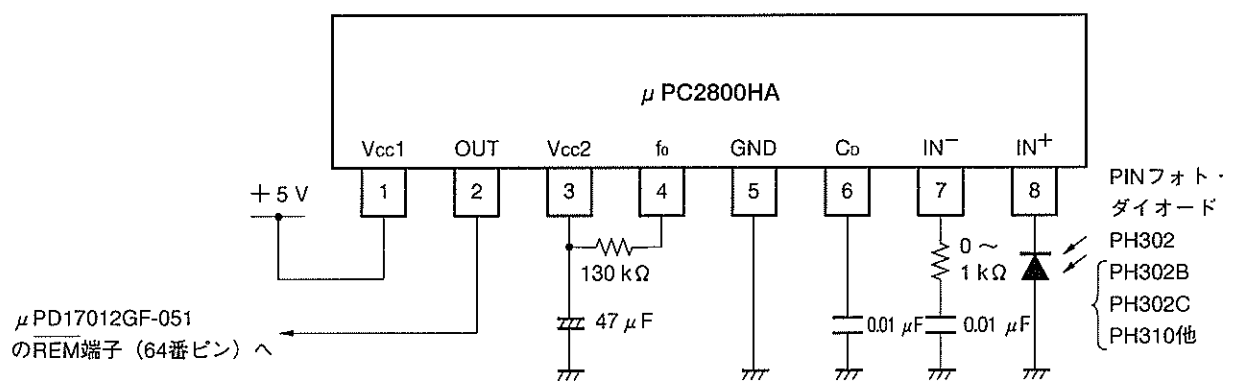 μPC2800HA
Vcc1 OUT Vcc2 f₀ GND C_D IN⁻ IN⁺
1 2 3 4 5 6 7 8
+5 V
PINフォト・
ダイオード
PH302
PH302B
PH302C
PH310他
130 kΩ
0～
1 kΩ
47 μF
0.01 μF
0.01 μF
μPD17012GF-051
のREM端子（64番ピン）へ